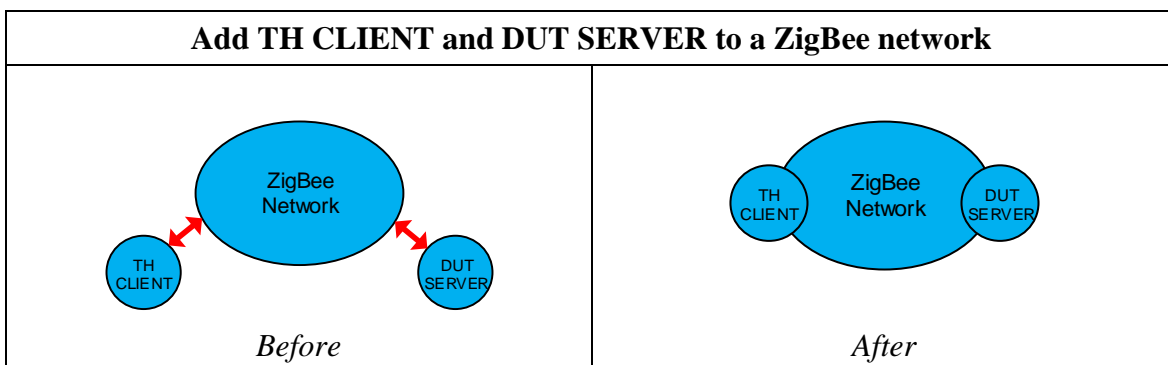 Add TH CLIENT and DUT SERVER to a ZigBee network
ZigBee
Network
TH
CLIENT
DUT
SERVER
Before
ZigBee
Network
TH
CLIENT
DUT
SERVER
After